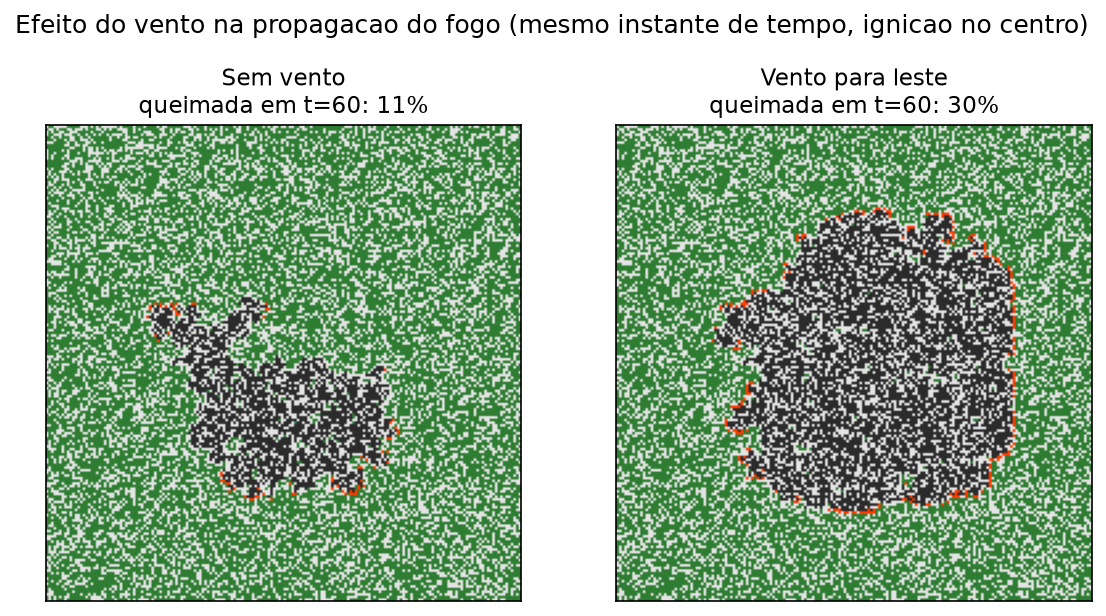 Efeito do vento na propagacao do fogo (mesmo instante de tempo, ignicao no centro)
Sem vento
queimada em t=60: 11%
Vento para leste
queimada em t=60: 30%